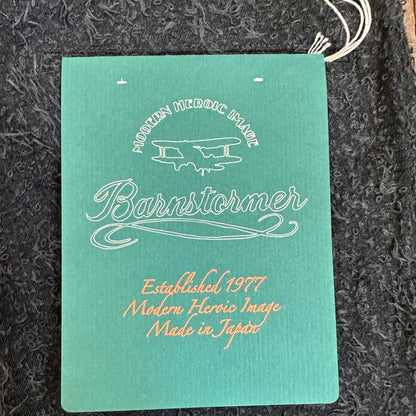 MODERN HEROIC IMAGE
Barnstormer
Established 1977
Modern Heroic Image
Made in Japan